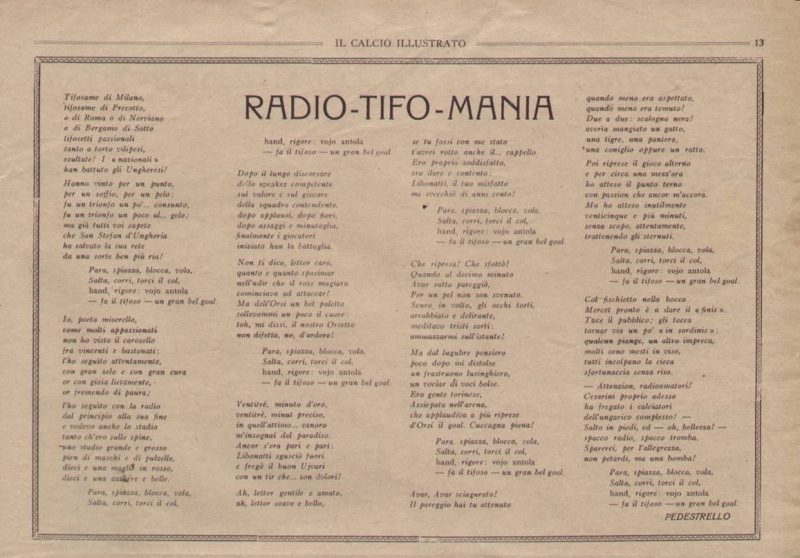 IL CALCIO ILLUSTRATO
13
RADIO-TIFO-MANIA
Tifosame di Milano,
tifosame di Precotto,
o di Roma o di Nerviano
o di Bergamo di Sotto
tifosetti passionali
tanto a torto vilipesi,
esultate! I « nazionali »
han battuto gli Ungheresi!
Hanno vinto per un punto,
per un soffio, per un pelo:
fu un trionfo un po'... consunto,
fu un trionfo un poco al... gelo;
ma già tutti voi sapete
che San Stefan d'Ungheria
ha salvato la sua rete
da una sorte ben più ria!
Para, spiazza, blocca, vola,
Salta, corri, torci il col,
hand, rigore: vojo antola
— fa il tifoso — un gran bel goal.
Io, poeta miserello,
come molti appassionati
non ho visto il carosello
fra vincenti e bastonati:
l'ho seguito attentamente,
con gran zelo e con gran cura
or con gioia lietamente,
or fremendo di paura;
l'ho seguito con la radio
dal principio alla sua fine
e vedevo anche lo stadio
tanto ch'ero sulle spine,
uno stadio grande e grosso
pien di maschi e di pulzelle,
dieci e una maglie in rosso,
dieci e una azzurre e belle.
Para, spiazza, blocca, vola,
Salta, corri, torci il col,
hand, rigore: vojo antola
— fa il tifoso — un gran bel goal
Dopo il lungo discorsare
dello speaker competente
sul valore e sul giocare
della squadra contendente,
dopo applausi, dopo fiori,
dopo assaggi e minutaglia,
finalmente i giocatori
iniziato han la battaglia.
Non ti dico, lettor caro,
quanto e quanto spasimar
nell'udir che il ross magiaro
cominciava ad attaccar!
Ma dell'Orsi un bel paletto
sollevommi un poco il cuore:
toh, mi dissi, il nostro Orsetto
non difetta, no, d'ardore!
Para, spiazza, blocca, vola,
Salta, corri, torci il col,
hand, rigore: vojo antola
— fa il tifoso — un gran bel goal.
Ventitrè, minuto d'oro,
ventitrè, minut preciso,
in quell'attimo... canoro
m'insognai del paradiso.
Ancor s'era pari e pari:
Libonatti sgusciò fuori
e fregò il buon Ujvari
con un tir che... son dolori!
Ah, lettor gentile e amato,
ah, lettor soave e bello,
se tu fossi con me stato
t'avrei rotto anche il... cappello
Ero proprio soddisfatto,
ero ilare e contento:
Libonatti, il tuo misfatto
mi svecchiò di anni cento!
Para, spiazza, blocca, vola,
Salta, corri, torci il col,
hand, rigore: vojo antola
— fa il tifoso — un gran bel goal.
Che ripresa! Che sfottò!
Quando al decimo minuto
Avar ratto pareggiò,
Per un pel non son svenuto.
Scuro in volto, gli occhi torti,
arrabbiato e delirante,
meditavo tristi sorti:
ammazzarmi sull'istante!
Ma dal lugubre pensiero
poco dopo mi distolse
un frastruono lusinghiero,
un vociar di voci bolse.
Era gente torinese,
Assiepata nell'arena,
che applaudiva a più riprese
d'Orsi il goal. Cuccagna piena!
Para, spiazza, blocca, vola,
Salta, corri, torci il col,
hand, rigore: vojo antola
— fa il tifoso — un gran bel goal.
Avar, Avar sciagurato!
Il pareggio hai tu attenuto
quando meno era aspettato,
quando meno era temuto!
Due a due: scalogna nera!
avria mangiato un gatto,
una tigre, una pantera,
una coniglio oppure un ratto.
Poi riprese il gioco alterno
e per circa una mezz'ora
ho atteso il punto terno
con passion che ancor m'accora.
Ma ho atteso inutilmente
venticinque e più minuti,
senza scopo, attentamente,
trattenendo gli sternuti.
Para, spiazza, blocca, vola,
Salta, corri, torci il col,
hand, rigore: vojo antola
— fa il tifoso — un gran bel goal.
Col fischietto nella bocca
Mercet pronto è a dare il « finis ».
Tace il pubblico; gli tocca
tornar via un po' « in sordinis »:
qualcun piange, un altro impreca,
molti sono mesti in viso,
tutti incolpano la cieca
sfortunaccia senza riso.
— Attenzion, radioamatori!
Cesarini proprio adesso
ha fregato i calciatori
dell'ungarico complesso! —
Salto in piedi, ed — oh, bellezza! —
spacco radio, spacco tromba.
Sparerei, per l'allegrezza,
non petardi, ma una bomba!
Para, spiazza, blocca, vola,
Salta, corri, torci il col,
hand, rigore: vojo antola
— fa il tifoso — un gran bel goal.
PEDESTRELLO